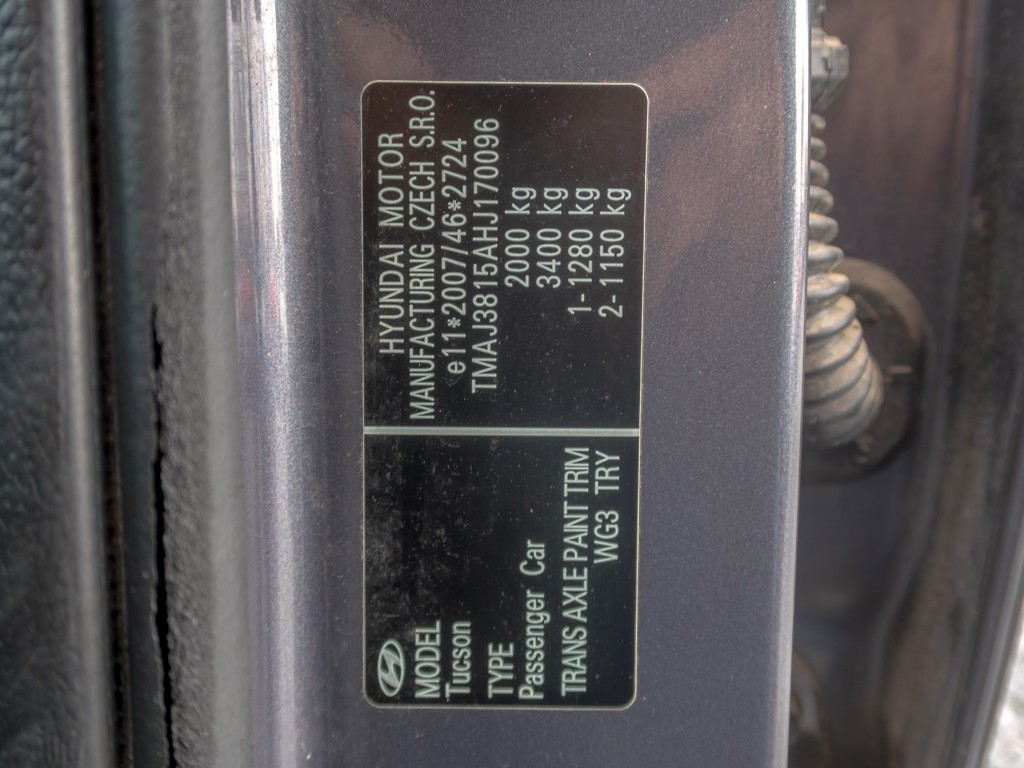 MODEL
Tucson
TYPE
Passenger Car
TRANS AXLE PAINT TRIM
WG3 TRY
HYUNDAI MOTOR
MANUFACTURING CZECH S.R.O.
e11*2007/46*2724
TMAJ3815AHJ170096
2000 kg
3400 kg
1-1280 kg
2-1150 kg